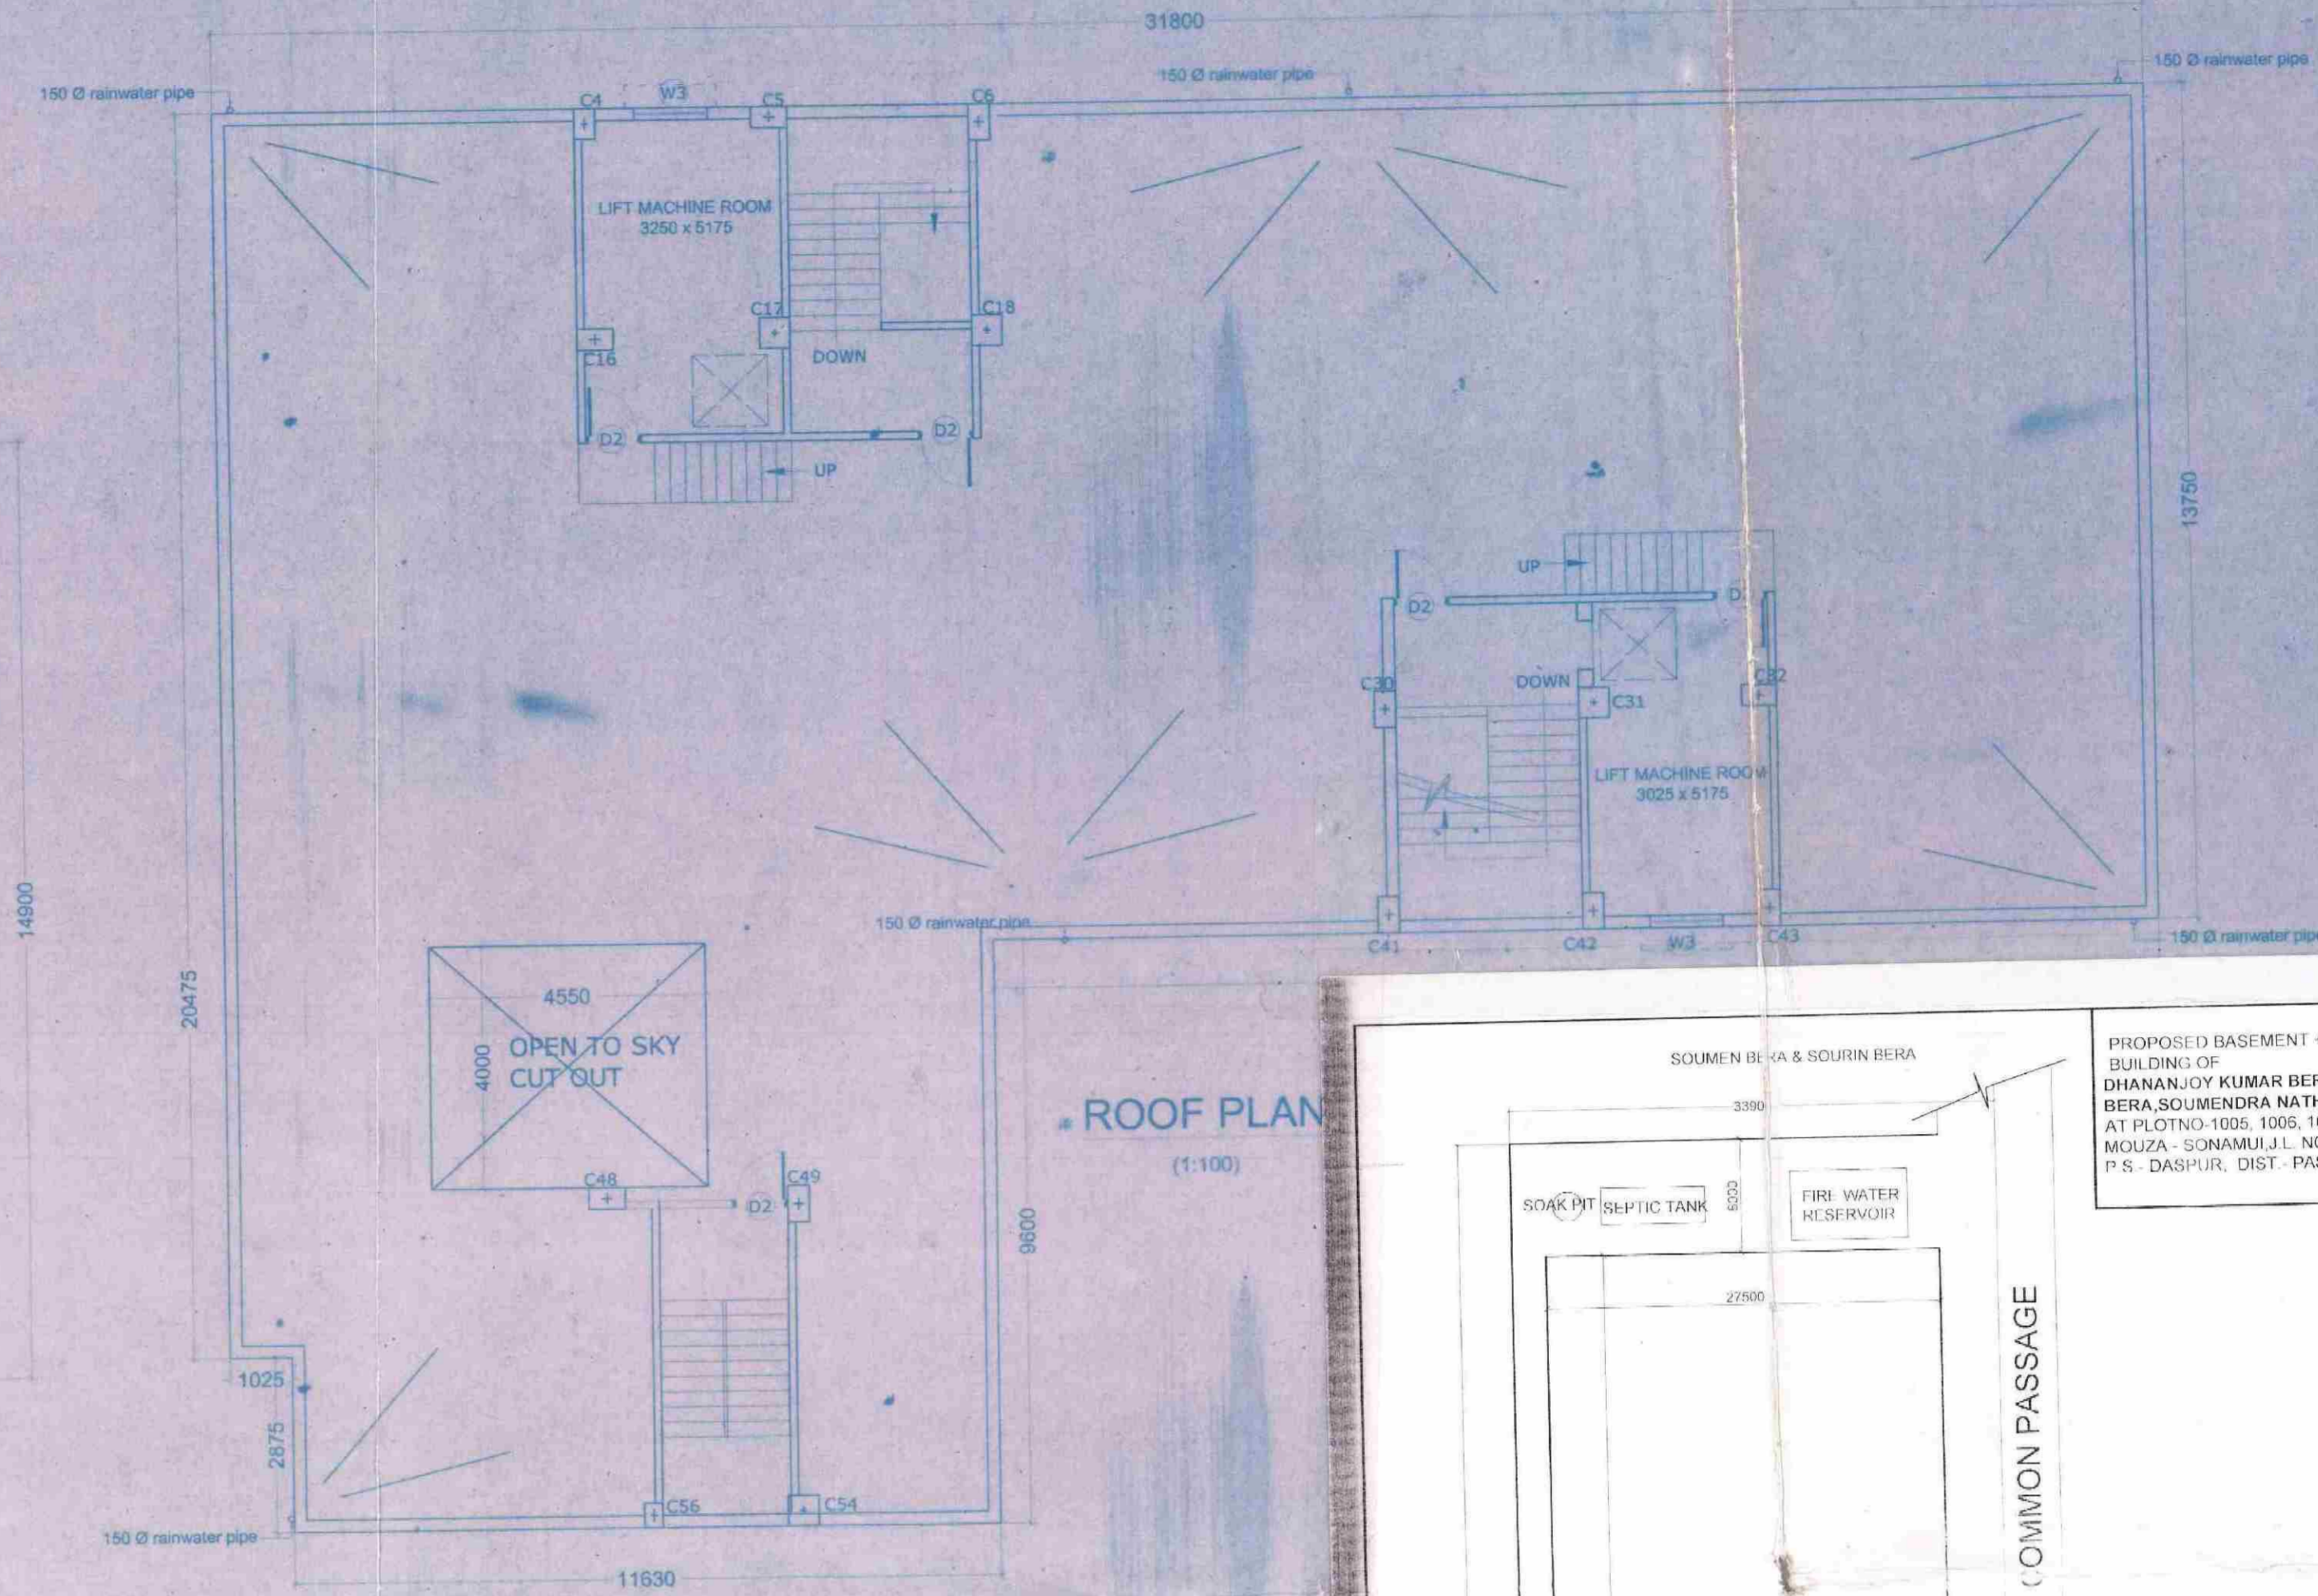 31800
150 Ø rainwater pipe
150 Ø rainwater pipe
150 Ø rainwater pipe
C4
W3
C5
C6
LIFT MACHINE ROOM
3250 x 5175
C16
C17
C18
DOWN
D2
D2
UP
13750
UP
D2
C30
DOWN
C31
C32
LIFT MACHINE ROOM
3025 x 5175
14900
20475
150 Ø rainwater pipe
C41
C42
W3
C43
150 Ø rainwater pipe
4550
4000
OPEN TO SKY
CUT OUT
ROOF PLAN
(1:100)
C48
D2
C49
9600
1025
2875
C56
C54
150 Ø rainwater pipe
11630
SOUMEN BERA & SOURIN BERA
3390
SOAK PIT
SEPTIC TANK
FIRE WATER
RESERVOIR
27500
COMMON PASSAGE
PROPOSED BASEMENT
BUILDING OF
DHANANJOY KUMAR
BERA,SOUMENDRA
AT PLOTNO-1005, 1006,
MOUZA - SONAMUI,J.L.
P.S.- DASPUR, DIST.-